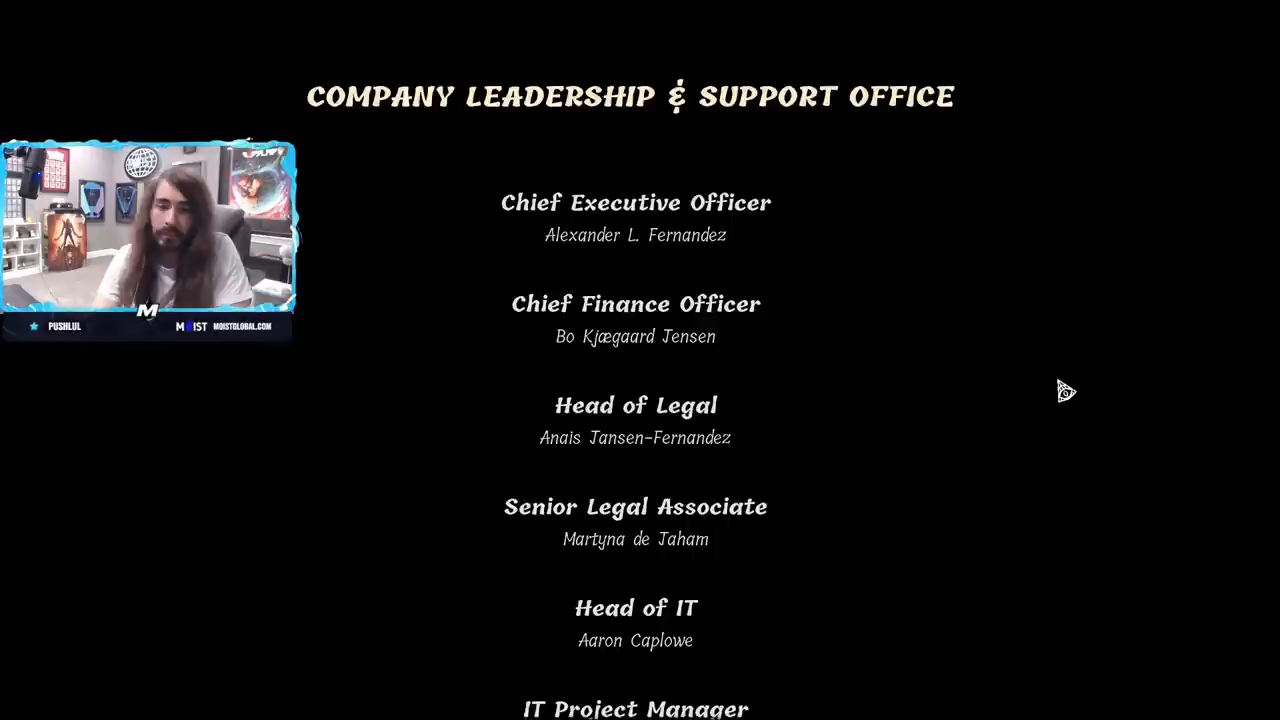 COMPANY LEADERSHIP & SUPPORT OFFICE
Chief Executive Officer
Alexander L. Fernandez
Chief Finance Officer
Bo Kjægaard Jensen
Head of Legal
Anais Jansen-Fernandez
Senior Legal Associate
Martyna de Jaham
Head of IT
Aaron Caplowe
IT Project Manager
M
PUSHLUL
MOIST MOISTGLOBAL.COM